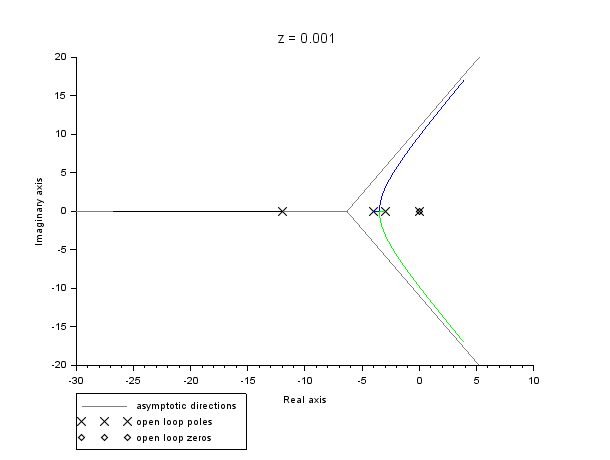 z = 0.001
20
15
10
5
0
-5
-10
-15
-20
Imaginary axis
-30 -25 -20 -15 -10 -5 0 5 10
Real axis
asymptotic directions
open loop poles
open loop zeros